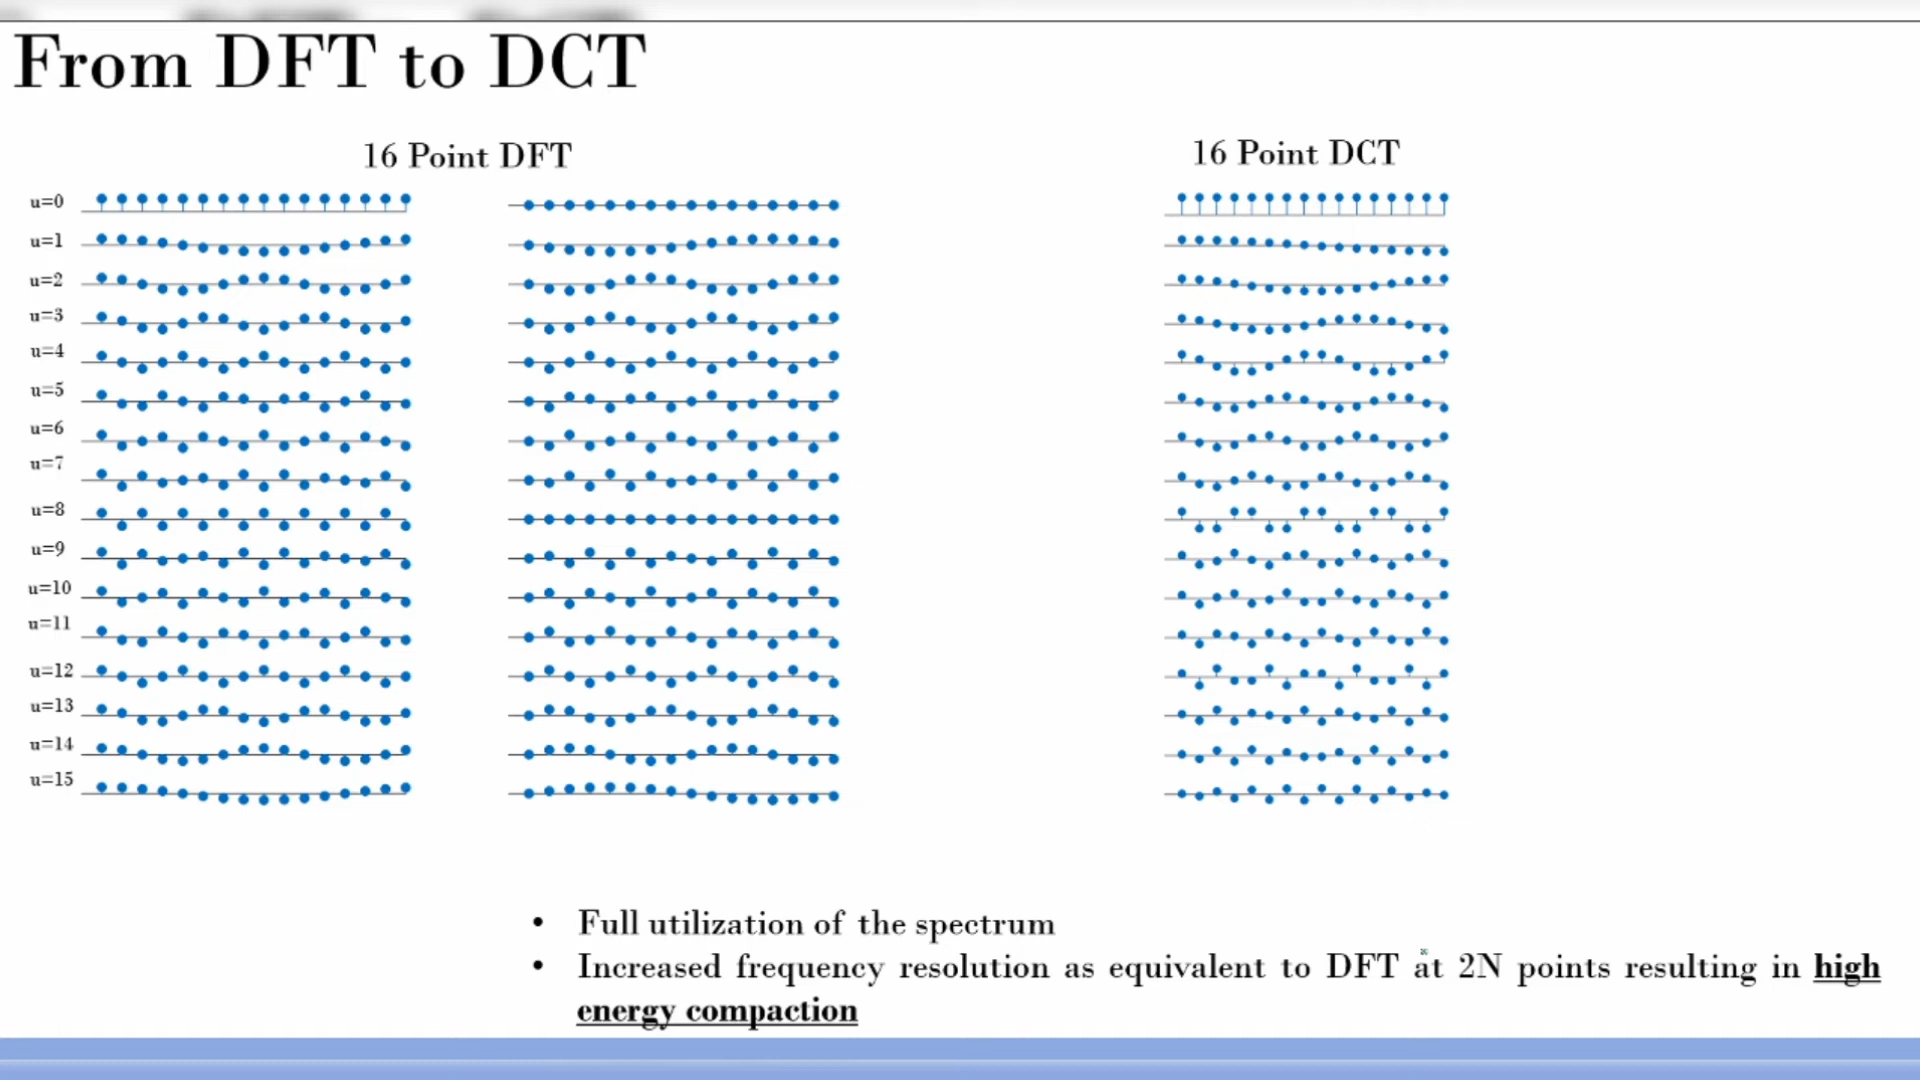 From DFT to DCT
16 Point DFT
16 Point DCT
u=0
u=1
u=2
u=3
u=4
u=5
u=6
u=7
u=8
u=9
u=10
u=11
u=12
u=13
u=14
u=15
• Full utilization of the spectrum
• Increased frequency resolution as equivalent to DFT at 2N points resulting in high
energy compaction